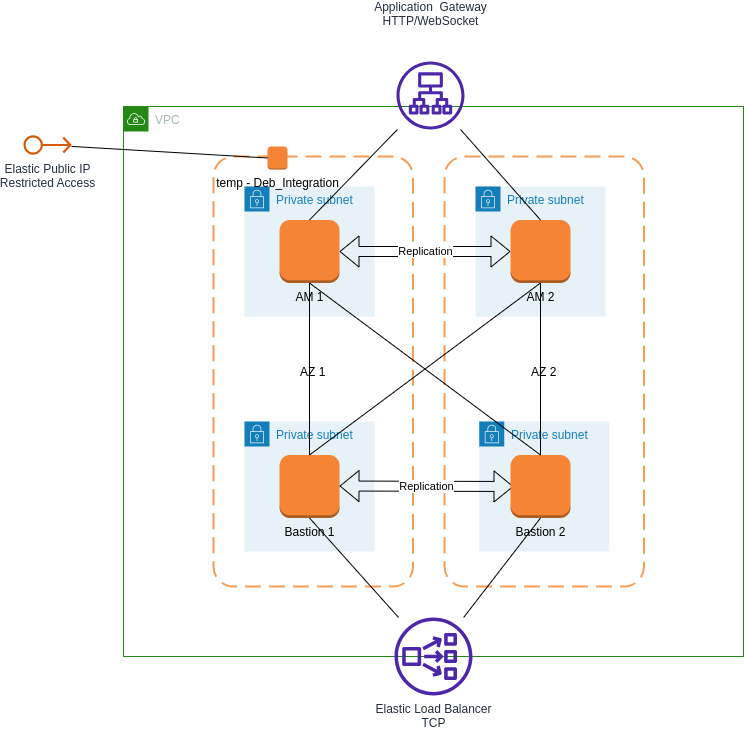 Application  Gateway
HTTP/WebSocket
VPC
Elastic Public IP
Restricted Access
temp - Deb_Integration
Private subnet
Private subnet
Replication
AM 1
AM 2
AZ 1
AZ 2
Private subnet
Private subnet
Replication
Bastion 1
Bastion 2
Elastic Load Balancer
TCP